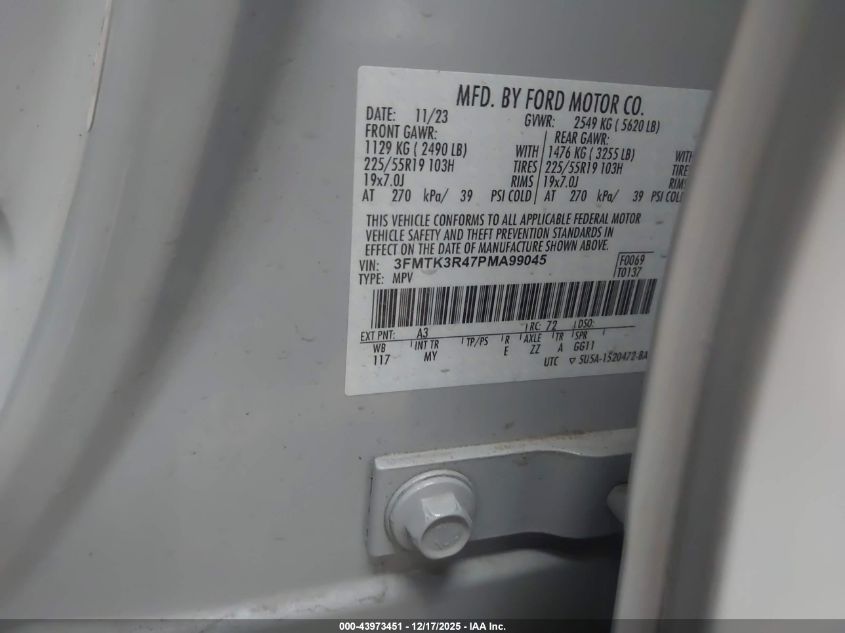 MFD. BY FORD MOTOR CO.
DATE: 11/23 GVWR: 2549 KG ( 5620 LB)
FRONT GAWR: REAR GAWR:
1129 KG ( 2490 LB) WITH 1476 KG ( 3255 LB) WITH
225/55R19 103H TIRES 225/55R19 103H TIRE
19x7.0J RIMS 19x7.0J RIMS
AT 270 kPa/ 39 PSI COLD AT 270 kPa/ 39 PSI COLD
THIS VEHICLE CONFORMS TO ALL APPLICABLE FEDERAL MOTOR
VEHICLE SAFETY AND THEFT PREVENTION STANDARDS IN
EFFECT ON THE DATE OF MANUFACTURE SHOWN ABOVE.
VIN: 3FMTK3R47PMA99045 F0069
TYPE: MPV T0137
EXT PNT: A3 RC: 72 DSO:
WB INT TR TP/PS R AXLE TR SPR
117 MY E ZZ A GG11
UTC 5U5A-1520472-BA
000-43973451 - 12/17/2025 - IAA Inc.